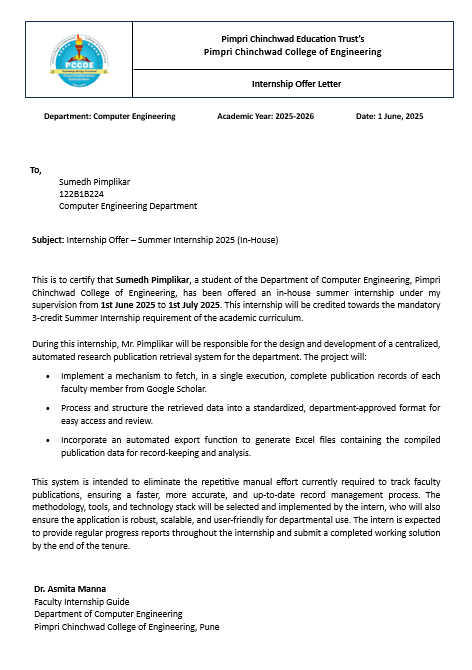 Pimpri Chinchwad Education Trust's
Pimpri Chinchwad College of Engineering
PCCOE
Internship Offer Letter
Department: Computer Engineering Academic Year: 2025-2026 Date: 1 June, 2025
To,
Sumedh Pimplikar
122B1B224
Computer Engineering Department
Subject: Internship Offer – Summer Internship 2025 (In-House)
This is to certify that Sumedh Pimplikar, a student of the Department of Computer Engineering, Pimpri
Chinchwad College of Engineering, has been offered an in-house summer internship under my
supervision from 1st June 2025 to 1st July 2025. This internship will be credited towards the mandatory
3-credit Summer Internship requirement of the academic curriculum.
During this internship, Mr. Pimplikar will be responsible for the design and development of a centralized,
automated research publication retrieval system for the department. The project will:
• Implement a mechanism to fetch, in a single execution, complete publication records of each
faculty member from Google Scholar.
• Process and structure the retrieved data into a standardized, department-approved format for
easy access and review.
• Incorporate an automated export function to generate Excel files containing the compiled
publication data for record-keeping and analysis.
This system is intended to eliminate the repetitive manual effort currently required to track faculty
publications, ensuring a faster, more accurate, and up-to-date record management process. The
methodology, tools, and technology stack will be selected and implemented by the intern, who will also
ensure the application is robust, scalable, and user-friendly for departmental use. The intern is expected
to provide regular progress reports throughout the internship and submit a completed working solution
by the end of the tenure.
Dr. Asmita Manna
Faculty Internship Guide
Department of Computer Engineering
Pimpri Chinchwad College of Engineering, Pune